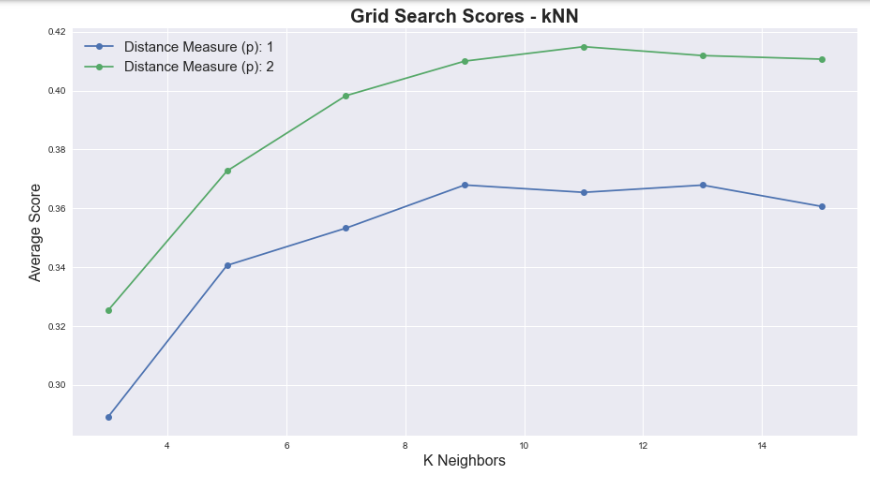 Grid Search Scores - kNN
Distance Measure (p): 1
Distance Measure (p): 2
0.42
0.40
0.38
0.36
0.34
0.32
0.30
Average Score
4 6 8 10 12 14
K Neighbors